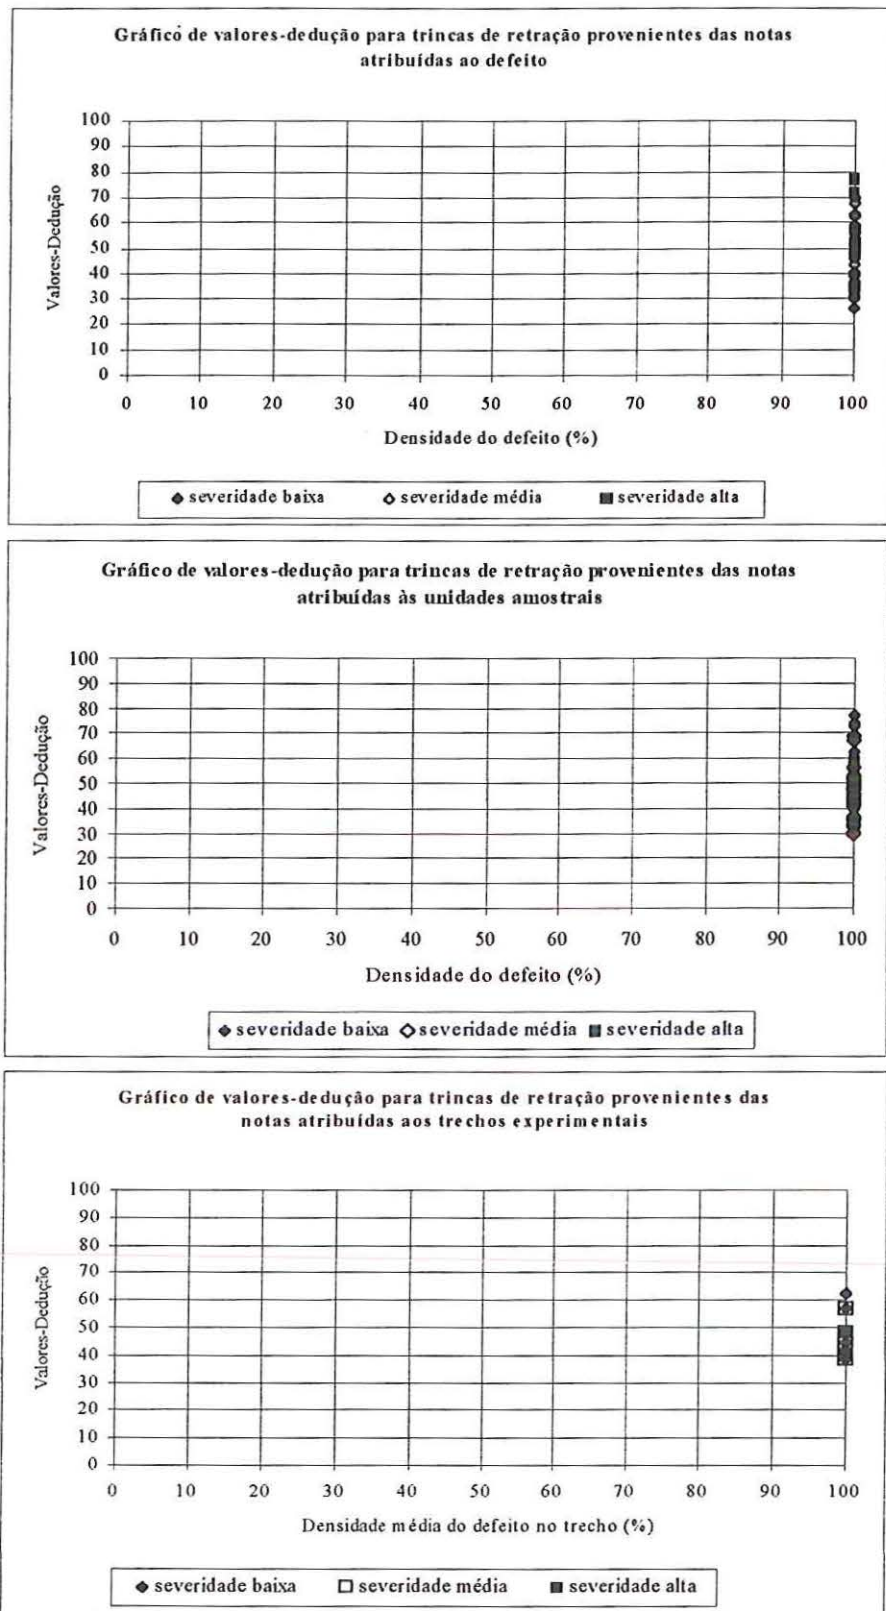 Gráfico de valores-dedução para trincas de retração provenientes das notas
atribuídas ao defeito
Valores-Dedução
100
90
80
70
60
50
40
30
20
10
0
0 10 20 30 40 50 60 70 80 90 100
Densidade do defeito (%)
severidade baixa severidade média severidade alta
Gráfico de valores-dedução para trincas de retração provenientes das notas
atribuídas às unidades amostrais
Valores-Dedução
100
90
80
70
60
50
40
30
20
10
0
0 10 20 30 40 50 60 70 80 90 100
Densidade do defeito (%)
severidade baixa severidade média severidade alta
Gráfico de valores-dedução para trincas de retração provenientes das
notas atribuídas aos trechos experimentais
Valores-Dedução
100
90
80
70
60
50
40
30
20
10
0
0 10 20 30 40 50 60 70 80 90 100
Densidade média do defeito no trecho (%)
severidade baixa severidade média severidade alta